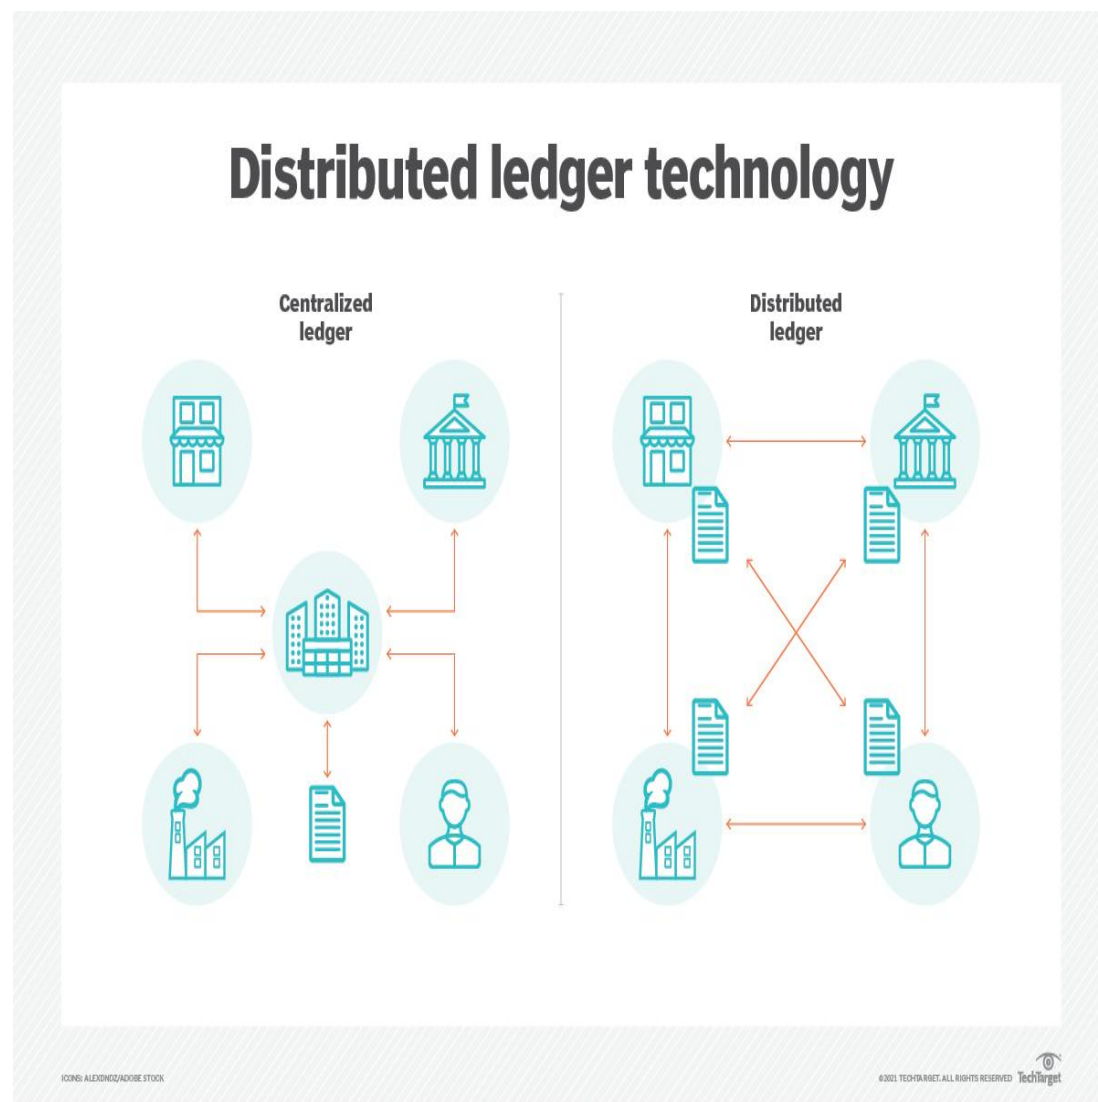 Distributed ledger technology
Centralized
ledger
Distributed
ledger
ICONS: ALEXDNDZ/ADOBE STOCK
©2021 TECHTARGET. ALL RIGHTS RESERVED TechTarget